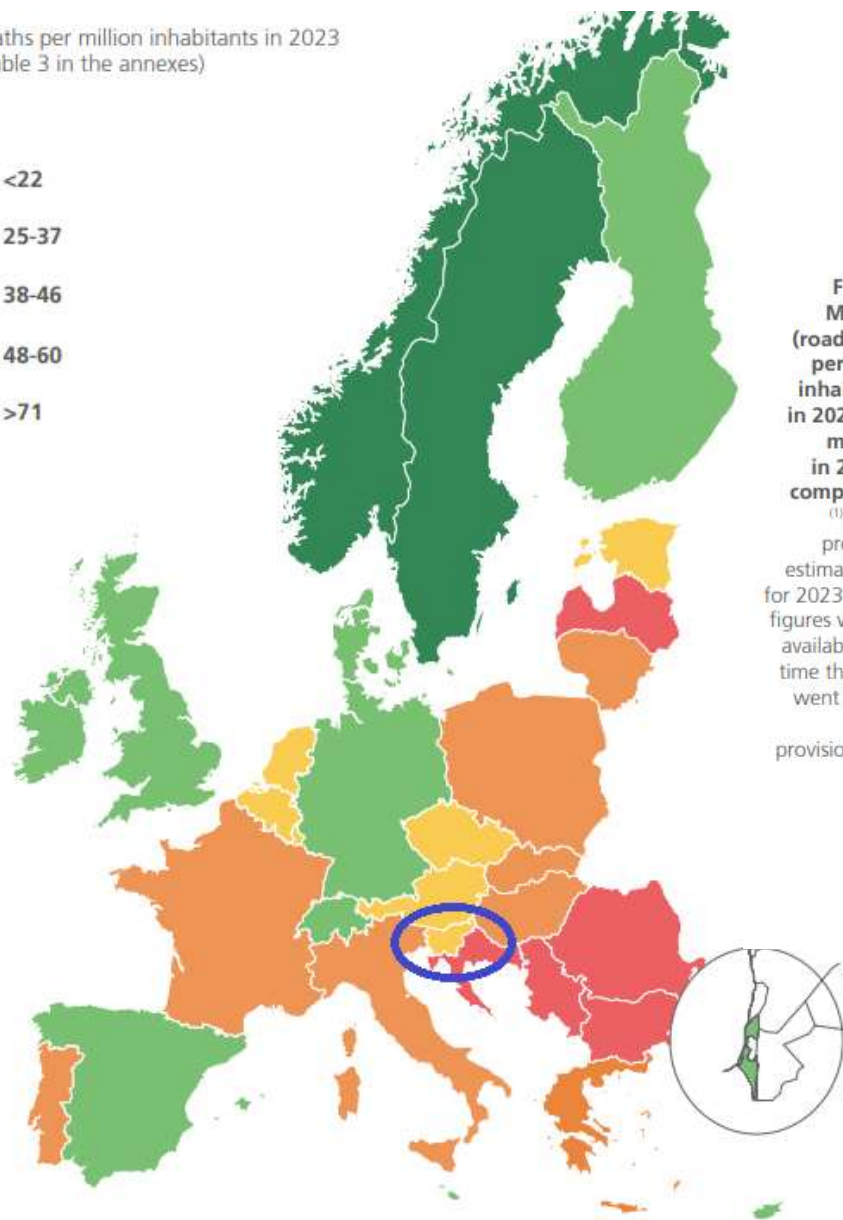 aths per million inhabitants in 2023
ble 3 in the annexes)
<22
25-37
38-46
48-60
>71
F
M
(road
per
inha
in 202
m
in 2
comp
(1)
pro
estima
for 2023
figures v
availab
time th
went
provisio